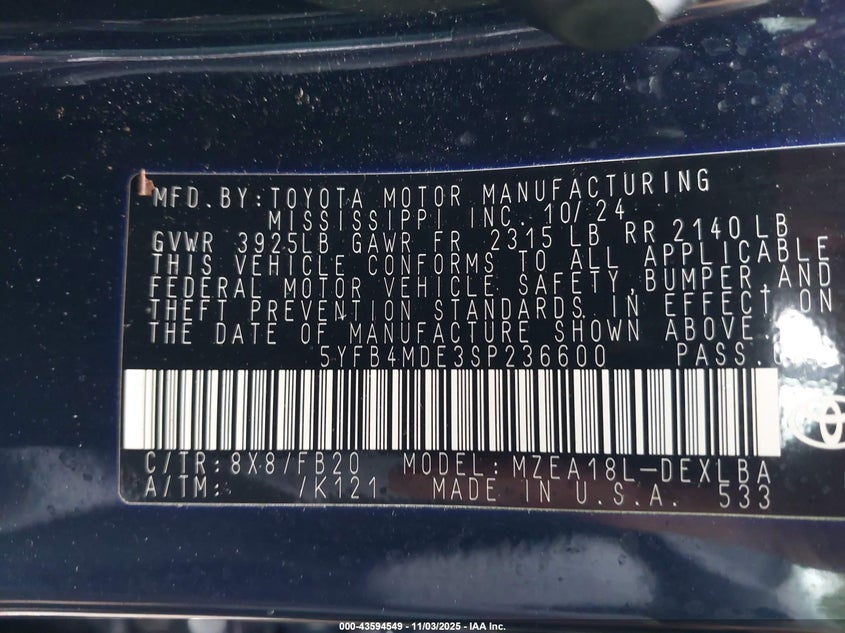 MFD.BY:TOYOTA MOTOR MANUFACTURING
MISSISSIPPI INC. 10/24
GVWR 3925LB GAWR FR 2315 LB RR 2140 LB
THIS VEHICLE CONFORMS TO ALL APPLICABLE
FEDERAL MOTOR VEHICLE SAFETY,BUMPER,AND
THEFT PREVENTION STANDARDS IN EFFECT ON
THE DATE OF MANUFACTURE SHOWN ABOVE.
5YFB4MDE3SP236600 PASS.
C/TR: 8X8/FB20 MODEL: MZEA18L-DEXLBA
A/TM: /K121 MADE IN U.S.A. 533
000-43594549 - 11/03/2025 - IAA Inc.